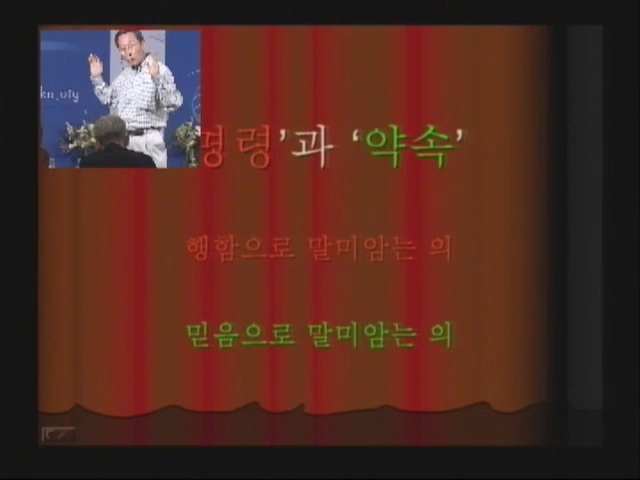 명령’과 ‘약속’
행함으로 말미암는 의
믿음으로 말미암는 의